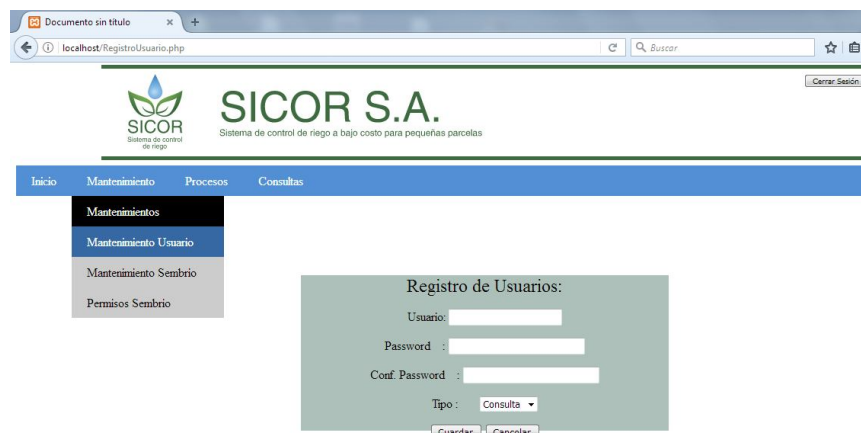 Documento sin título
localhost/RegistroUsuario.php
Buscar
Cerrar Sesión
SICOR
Sistema de control
de riego
SICOR S.A.
Sistema de control de riego a bajo costo para pequeñas parcelas
Inicio Mantenimiento Procesos Consultas
Mantenimientos
Mantenimiento Usuario
Mantenimiento Sembrio
Permisos Sembrio
Registro de Usuarios:
Usuario:
Password :
Conf. Password :
Tipo : Consulta
Guardar Cancelar